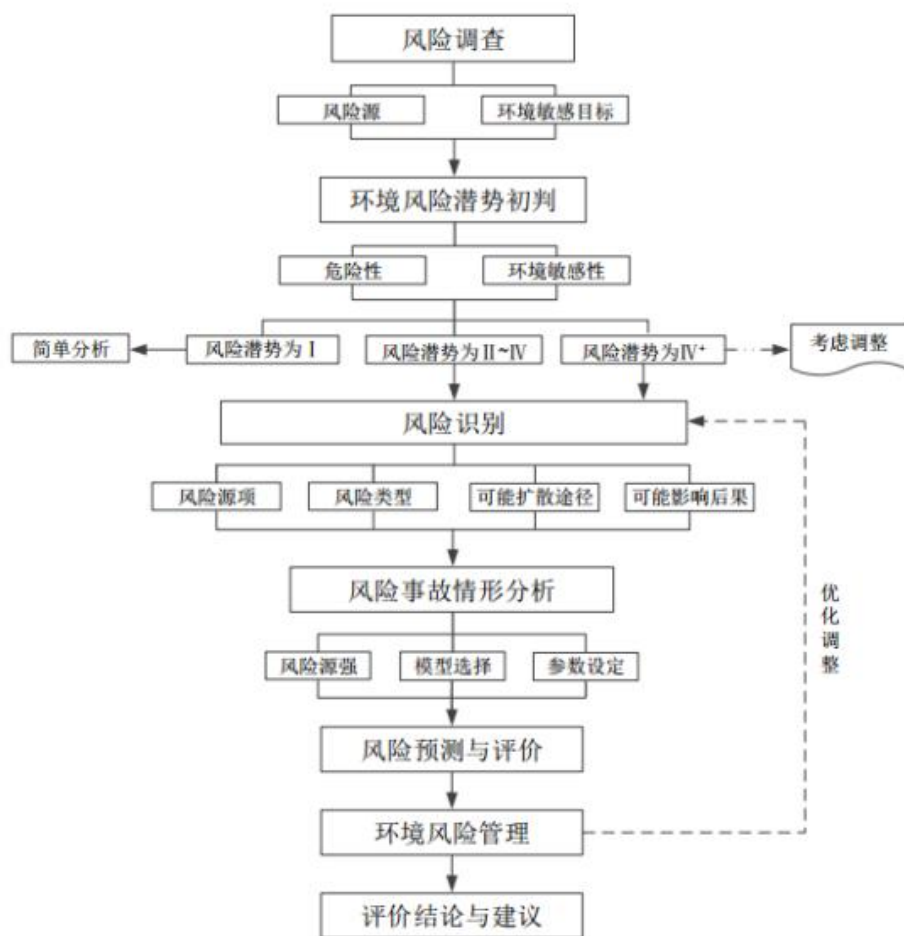 风险调查
风险源
环境敏感目标
环境风险潜势初判
危险性
环境敏感性
简单分析
风险潜势为Ⅰ
风险潜势为Ⅱ~Ⅳ
风险潜势为Ⅳ⁺
考虑调整
风险识别
风险源项
风险类型
可能扩散途径
可能影响后果
风险事故情形分析
优化调整
风险源强
模型选择
参数设定
风险预测与评价
环境风险管理
评价结论与建议